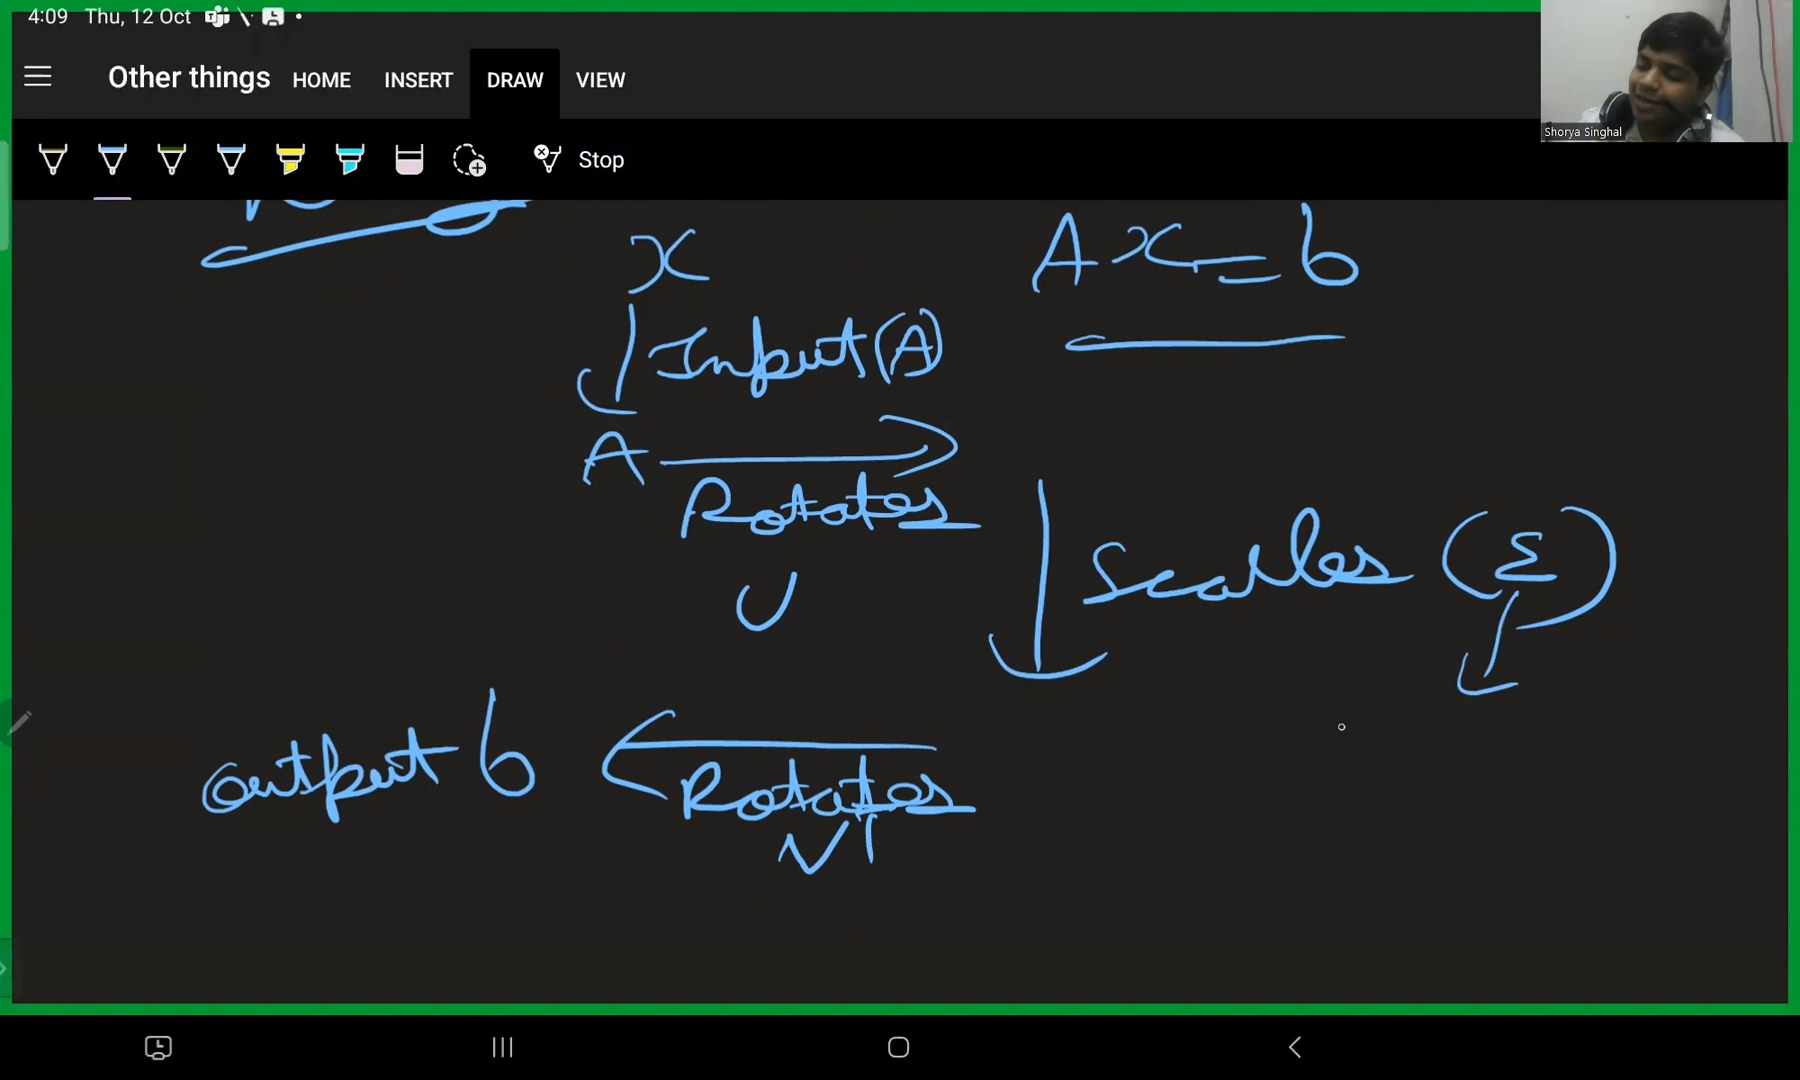 4:09 Thu, 12 Oct
Shorya Singhal
Other things HOME INSERT DRAW VIEW
Stop
x
Ax = b
Input (A)
A
Rotates
U
Scales (Σ)
output b
Rotates
V